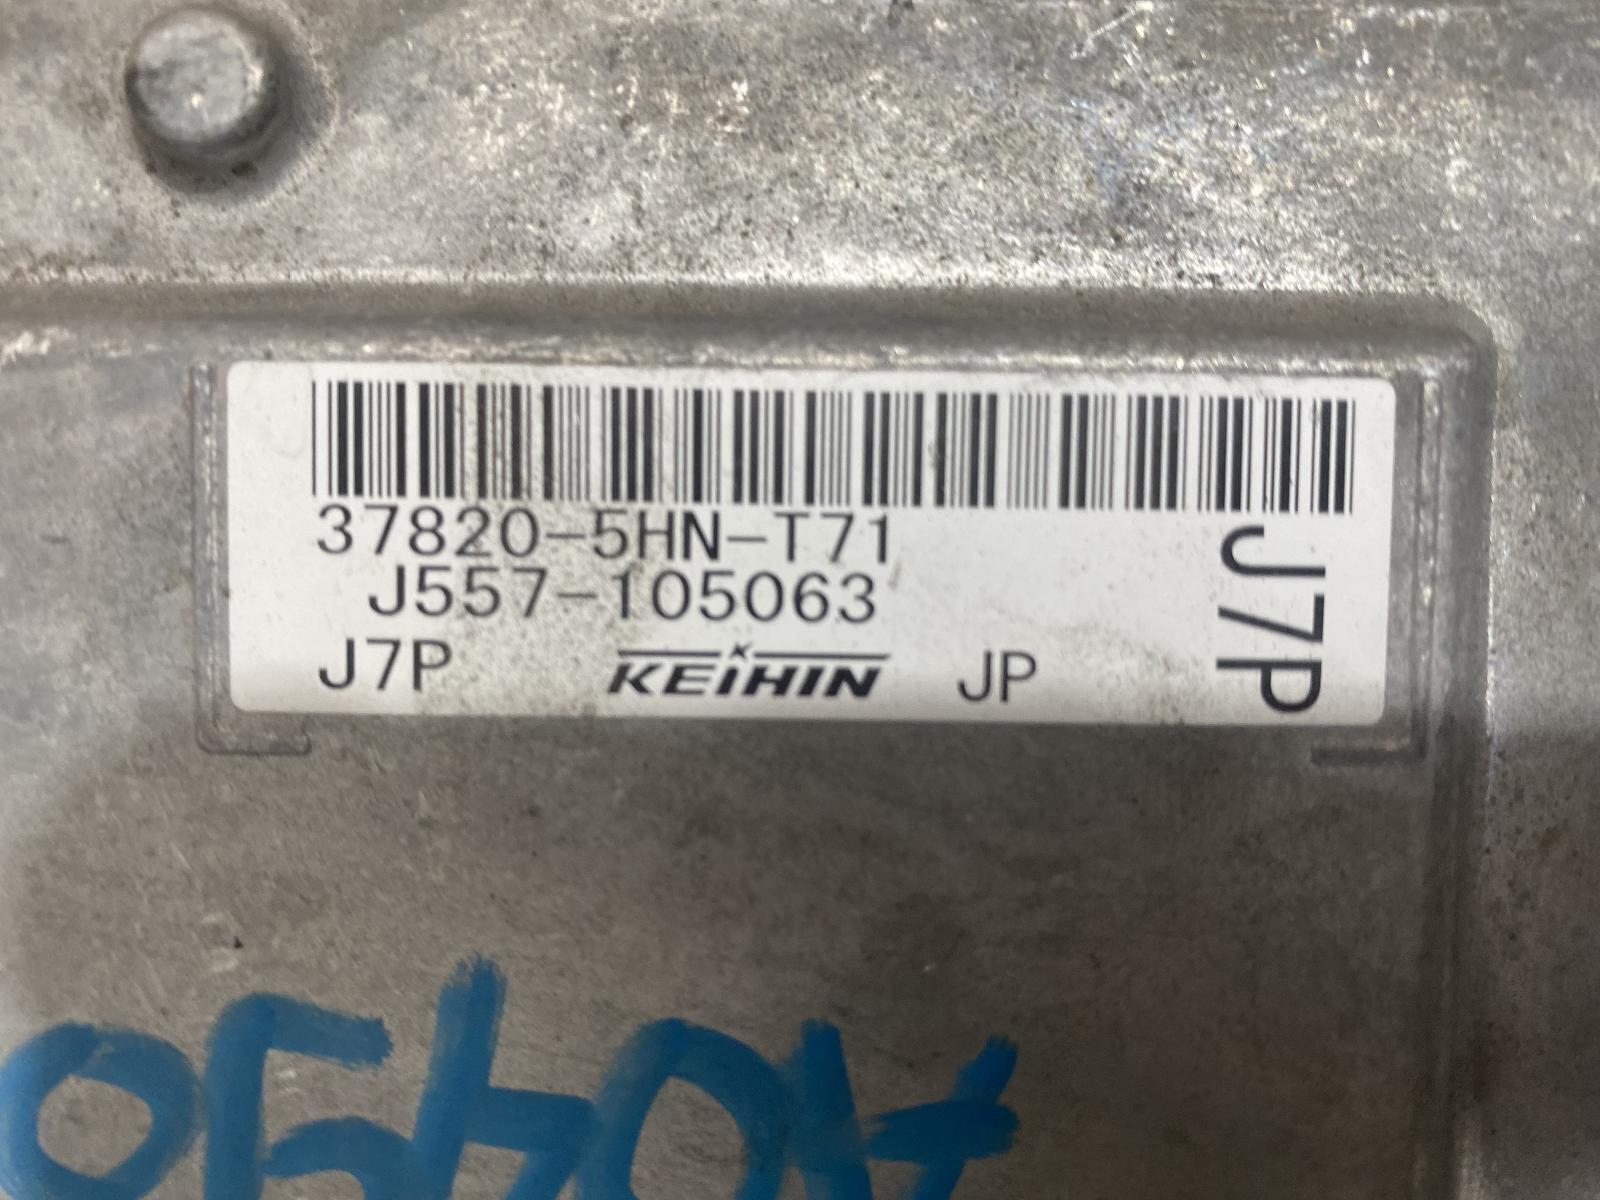 37820-5HN-T71
J557-105063
J7P KEIHIN JP
J7P